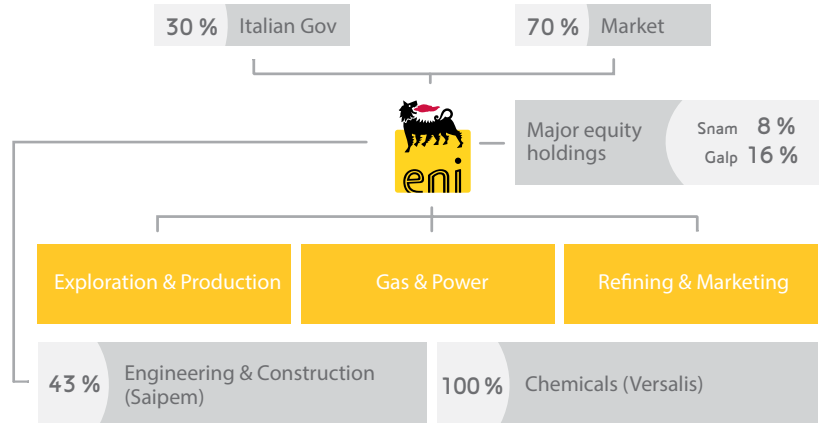 30 % Italian Gov
70 % Market
eni
Major equity
holdings
Snam 8 %
Galp 16 %
Exploration & Production
Gas & Power
Refining & Marketing
43 %
Engineering & Construction
(Saipem)
100 % Chemicals (Versalis)